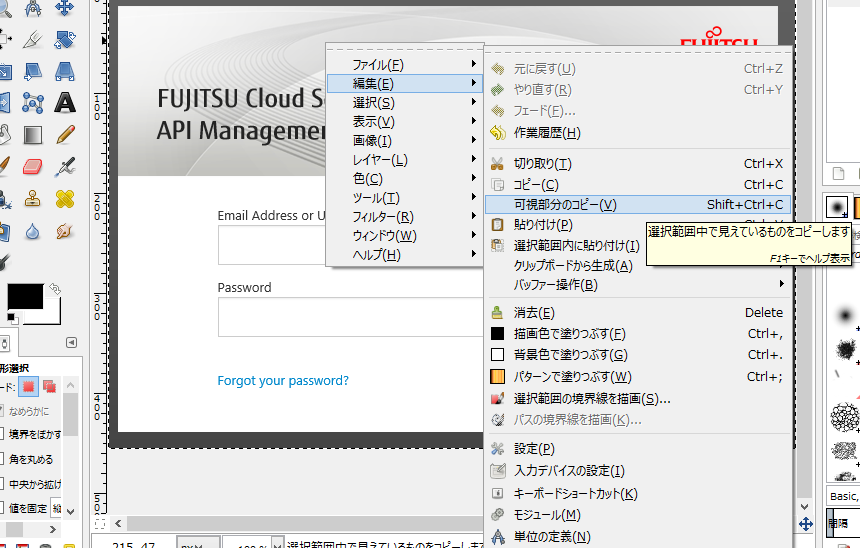 FUJITSU
FUJITSU Cloud S
API Managemen
Email Address or U
Password
Forgot your password?
ファイル(F)
編集(E)
選択(S)
表示(V)
画像(I)
レイヤー(L)
色(C)
ツール(T)
フィルター(R)
ウィンドウ(W)
ヘルプ(H)
元に戻す(U) Ctrl+Z
やり直す(R) Ctrl+Y
フェード(F)...
作業履歴(H)
切り取り(T) Ctrl+X
コピー(C) Ctrl+C
可視部分のコピー(V) Shift+Ctrl+C
貼り付け(P)
選択範囲内に貼り付け(I)
クリップボードから生成(A)
バッファー操作(B)
選択範囲中で見えているものをコピーします
F1キーでヘルプ表示
消去(E) Delete
描画色で塗りつぶす(F) Ctrl+,
背景色で塗りつぶす(G) Ctrl+.
パターンで塗りつぶす(W) Ctrl+;
選択範囲の境界線を描画(S)...
パスの境界線を描画(K)...
設定(P)
入力デバイスの設定(I)
キーボードショートカット(K)
モジュール(M)
単位の定義(N)
100
200
300
400
形選択
ード:
なめらかに
境界をぼかす
角を丸める
中央から拡げ
値を固定
215, 47
px
100 %
選択範囲中で見えているものをコピーします
Basic,
間隔